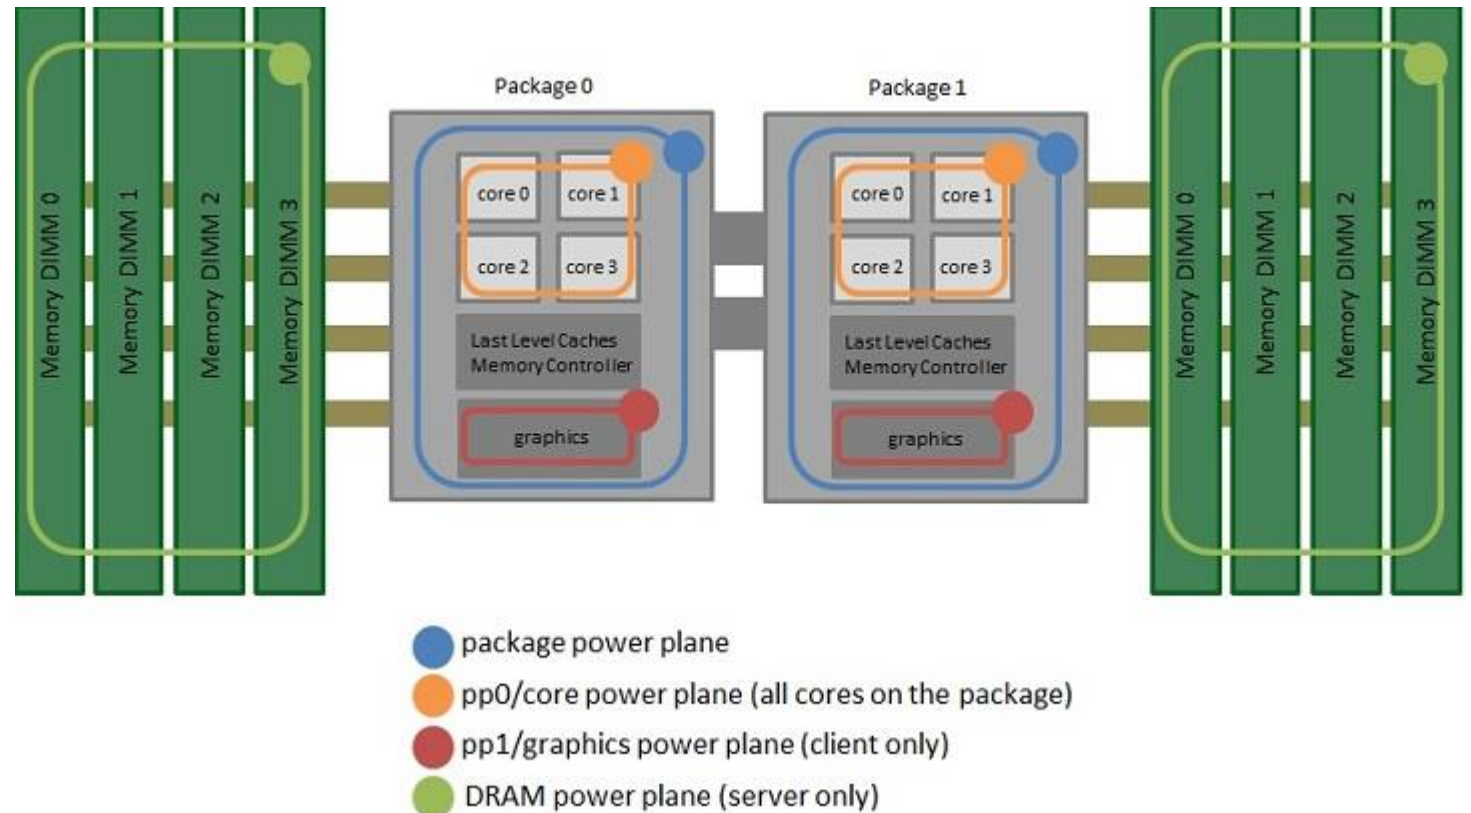 Package 0
Package 1
Memory DIMM 0
Memory DIMM 1
Memory DIMM 2
Memory DIMM 3
core 0
core 1
core 2
core 3
Last Level Caches
Memory Controller
graphics
core 0
core 1
core 2
core 3
Last Level Caches
Memory Controller
graphics
Memory DIMM 0
Memory DIMM 1
Memory DIMM 2
Memory DIMM 3
package power plane
pp0/core power plane (all cores on the package)
pp1/graphics power plane (client only)
DRAM power plane (server only)